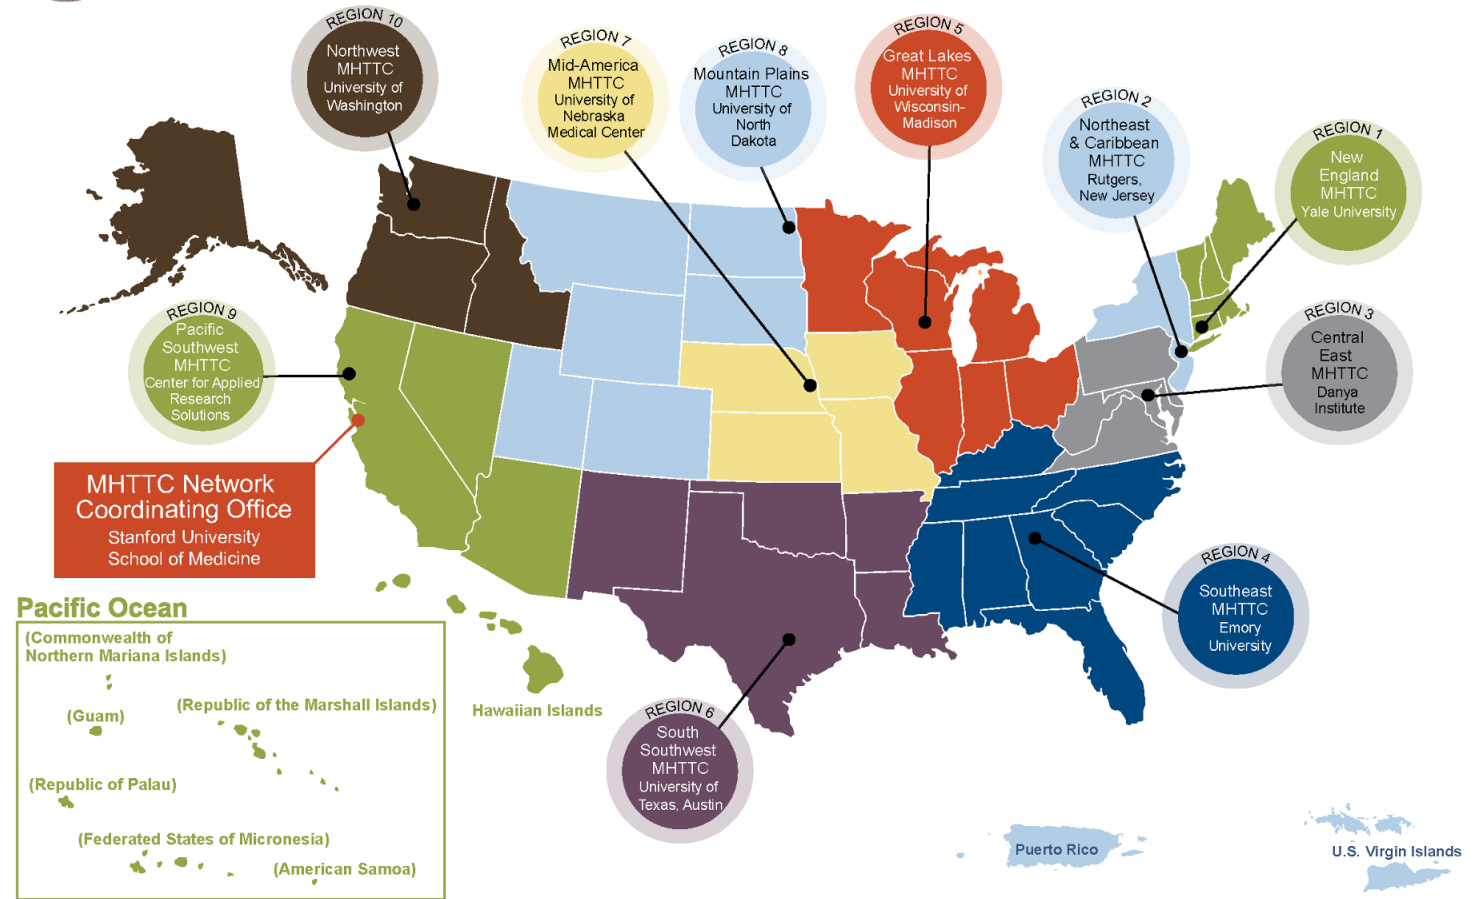 REGION 10
Northwest
MHTTC
University of
Washington
REGION 7
Mid-America
MHTTC
University of
Nebraska
Medical Center
REGION 8
Mountain Plains
MHTTC
University of
North
Dakota
REGION 5
Great Lakes
MHTTC
University of
Wisconsin-
Madison
REGION 2
Northeast
& Caribbean
MHTTC
Rutgers,
New Jersey
REGION 1
New
England
MHTTC
Yale University
REGION 9
Pacific
Southwest
MHTTC
Center for Applied
Research
Solutions
REGION 3
Central
East
MHTTC
Danya
Institute
MHTTC Network
Coordinating Office
Stanford University
School of Medicine
REGION 4
Southeast
MHTTC
Emory
University
Pacific Ocean
(Commonwealth of
Northern Mariana Islands)
(Guam)
(Republic of the Marshall Islands)
(Republic of Palau)
(Federated States of Micronesia)
(American Samoa)
Hawaiian Islands
REGION 6
South
Southwest
MHTTC
University of
Texas, Austin
Puerto Rico
U.S. Virgin Islands